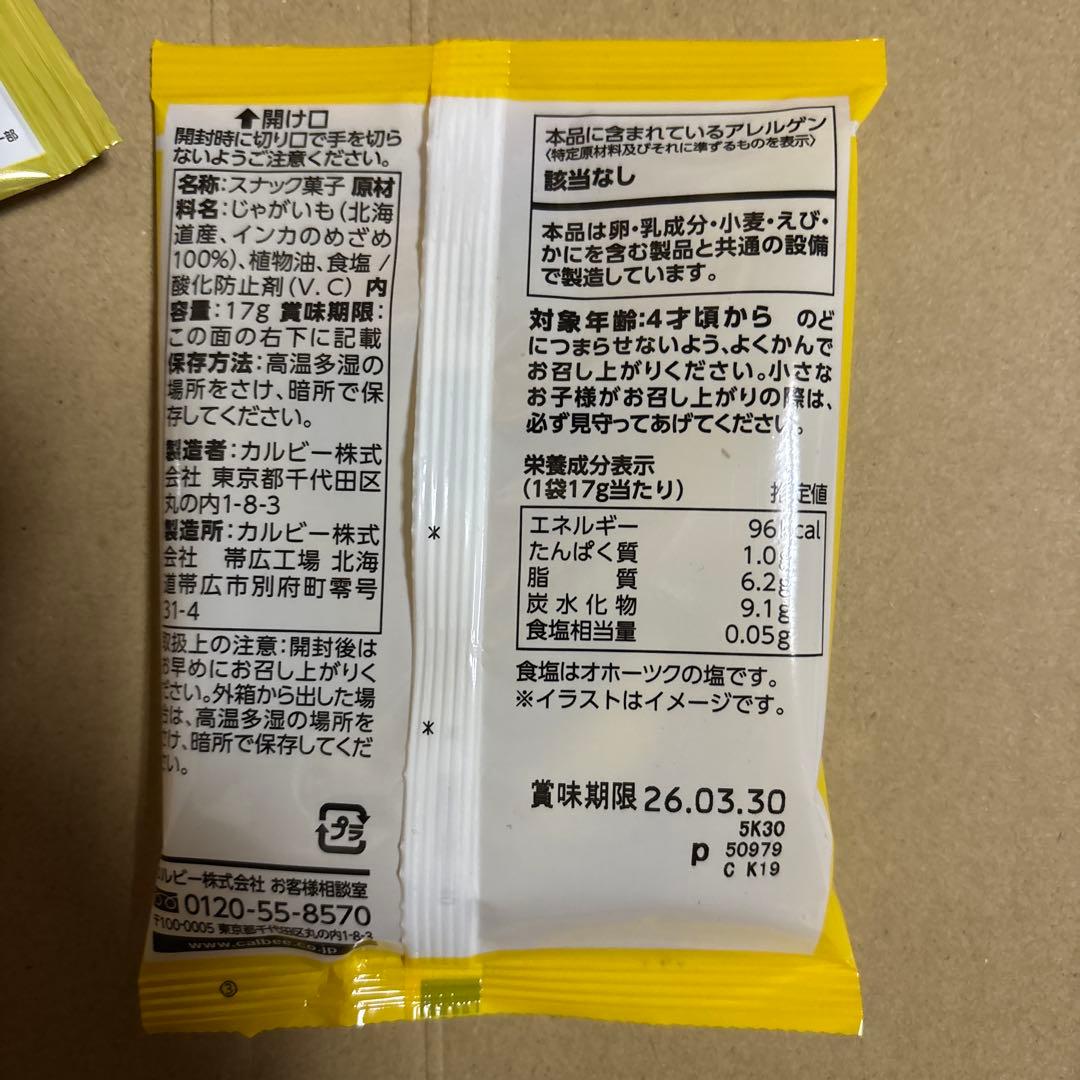 部
⬆開け口
開封時に切り口で手を切ら
ないようご注意ください。
名称:スナック菓子 原材
料名:じゃがいも(北海
道産、インカのめざめ
100%)、植物油、食塩/
酸化防止剤(V.C) 内
容量:17g 賞味期限:
この面の右下に記載
保存方法:高温多湿の
場所をさけ、暗所で保
存してください。
製造者:カルビー株式
会社 東京都千代田区
丸の内1-8-3
製造所:カルビー株式
会社 帯広工場 北海
道帯広市別府町零号
31-4
取扱上の注意:開封後は
お早めにお召し上がりく
ださい。外箱から出した場
合は、高温多湿の場所を
さけ、暗所で保存してくだ
さい。
プラ
カルビー株式会社 お客様相談室
0120-55-8570
〒100-0005 東京都千代田区丸の内1-8-3
www.calbee.co.jp
③
*
*
本品に含まれているアレルゲン
〈特定原材料及びそれに準ずるものを表示〉
該当なし
本品は卵・乳成分・小麦・えび・
かにを含む製品と共通の設備
で製造しています。
対象年齢:4才頃から のど
につまらせないよう、よくかんで
お召し上がりください。小さな
お子様がお召し上がりの際は、
必ず見守ってあげてください。
栄養成分表示
(1袋17g当たり) 推定値
エネルギー 96kcal
たんぱく質 1.0g
脂質 6.2g
炭水化物 9.1g
食塩相当量 0.05g
食塩はオホーツクの塩です。
※イラストはイメージです。
賞味期限 26.03.30
5K30
p 50979
C K19